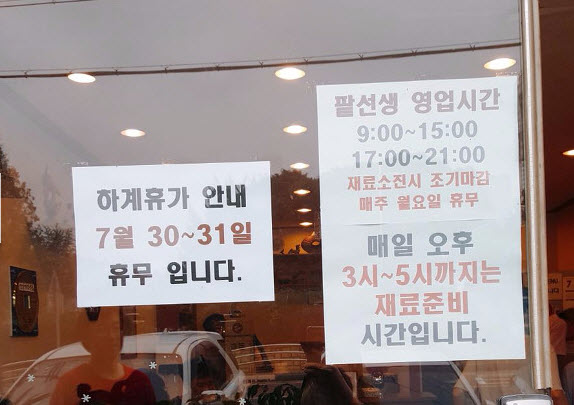 하계휴가 안내
7월 30~31일
휴무 입니다.
팔선생 영업시간
9:00~15:00
17:00~21:00
재료소진시 조기마감
매주 월요일 휴무
매일 오후
3시~5시까지는
재료준비
시간입니다.